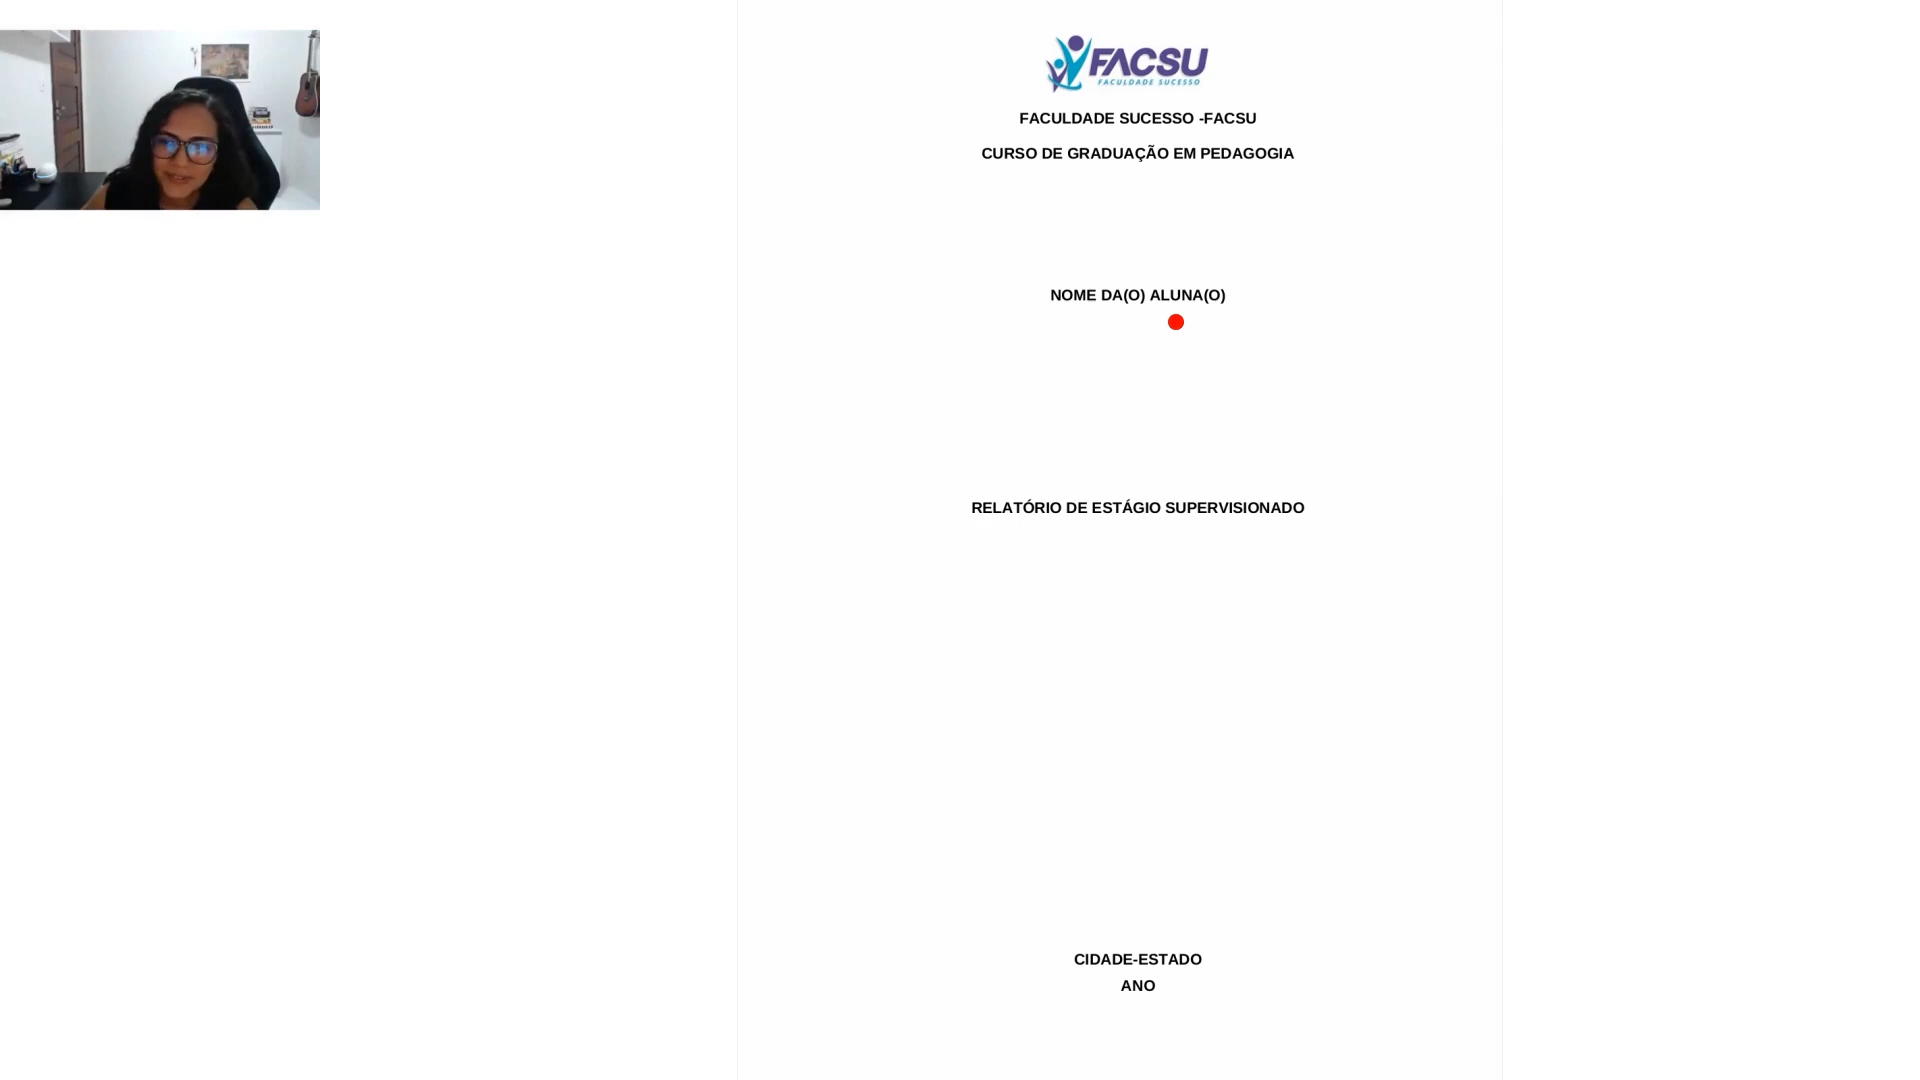 FACSU
FACULDADE SUCESSO
FACULDADE SUCESSO -FACSU
CURSO DE GRADUAÇÃO EM PEDAGOGIA
NOME DA(O) ALUNA(O)
RELATÓRIO DE ESTÁGIO SUPERVISIONADO
CIDADE-ESTADO
ANO